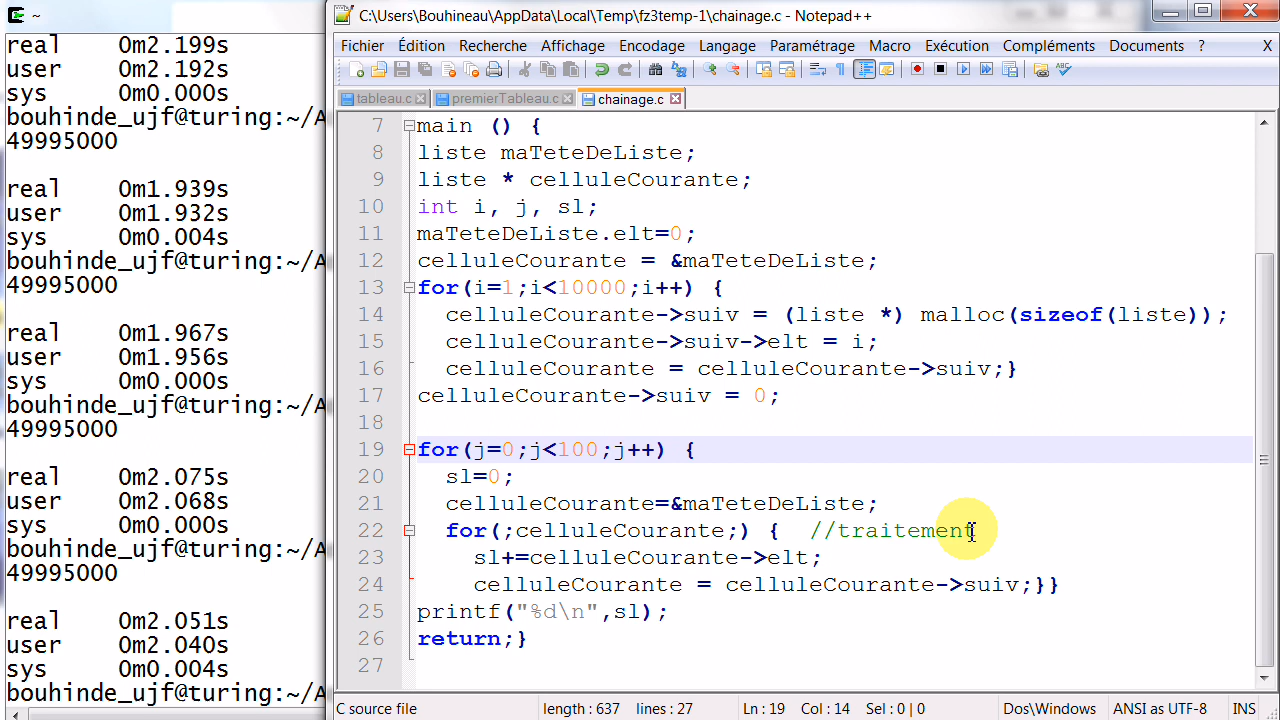 ~
real 0m2.199s
user 0m2.192s
sys 0m0.000s
bouhinde_ujf@turing:~/A
49995000
real 0m1.939s
user 0m1.932s
sys 0m0.004s
bouhinde_ujf@turing:~/A
49995000
real 0m1.967s
user 0m1.956s
sys 0m0.000s
bouhinde_ujf@turing:~/A
49995000
real 0m2.075s
user 0m2.068s
sys 0m0.000s
bouhinde_ujf@turing:~/A
49995000
real 0m2.051s
user 0m2.040s
sys 0m0.004s
bouhinde_ujf@turing:~/A
C:\Users\Bouhineau\AppData\Local\Temp\fz3temp-1\chainage.c - Notepad++
Fichier Édition Recherche Affichage Encodage Langage Paramétrage Macro Exécution Compléments Documents ? X
tableau.c premierTableau.c chainage.c
7 main () {
8 liste maTeteDeListe;
9 liste * celluleCourante;
10 int i, j, sl;
11 maTeteDeListe.elt=0;
12 celluleCourante = &maTeteDeListe;
13 for(i=1;i<10000;i++) {
14 celluleCourante->suiv = (liste *) malloc(sizeof(liste));
15 celluleCourante->suiv->elt = i;
16 celluleCourante = celluleCourante->suiv;}
17 celluleCourante->suiv = 0;
18
19 for(j=0;j<100;j++) {
20 sl=0;
21 celluleCourante=&maTeteDeListe;
22 for(;celluleCourante;) { //traitement
23 sl+=celluleCourante->elt;
24 celluleCourante = celluleCourante->suiv;}}
25 printf("%d\n",sl);
26 return;}
27
C source file length : 637 lines : 27 Ln : 19 Col : 14 Sel : 0 | 0 Dos\Windows ANSI as UTF-8 INS